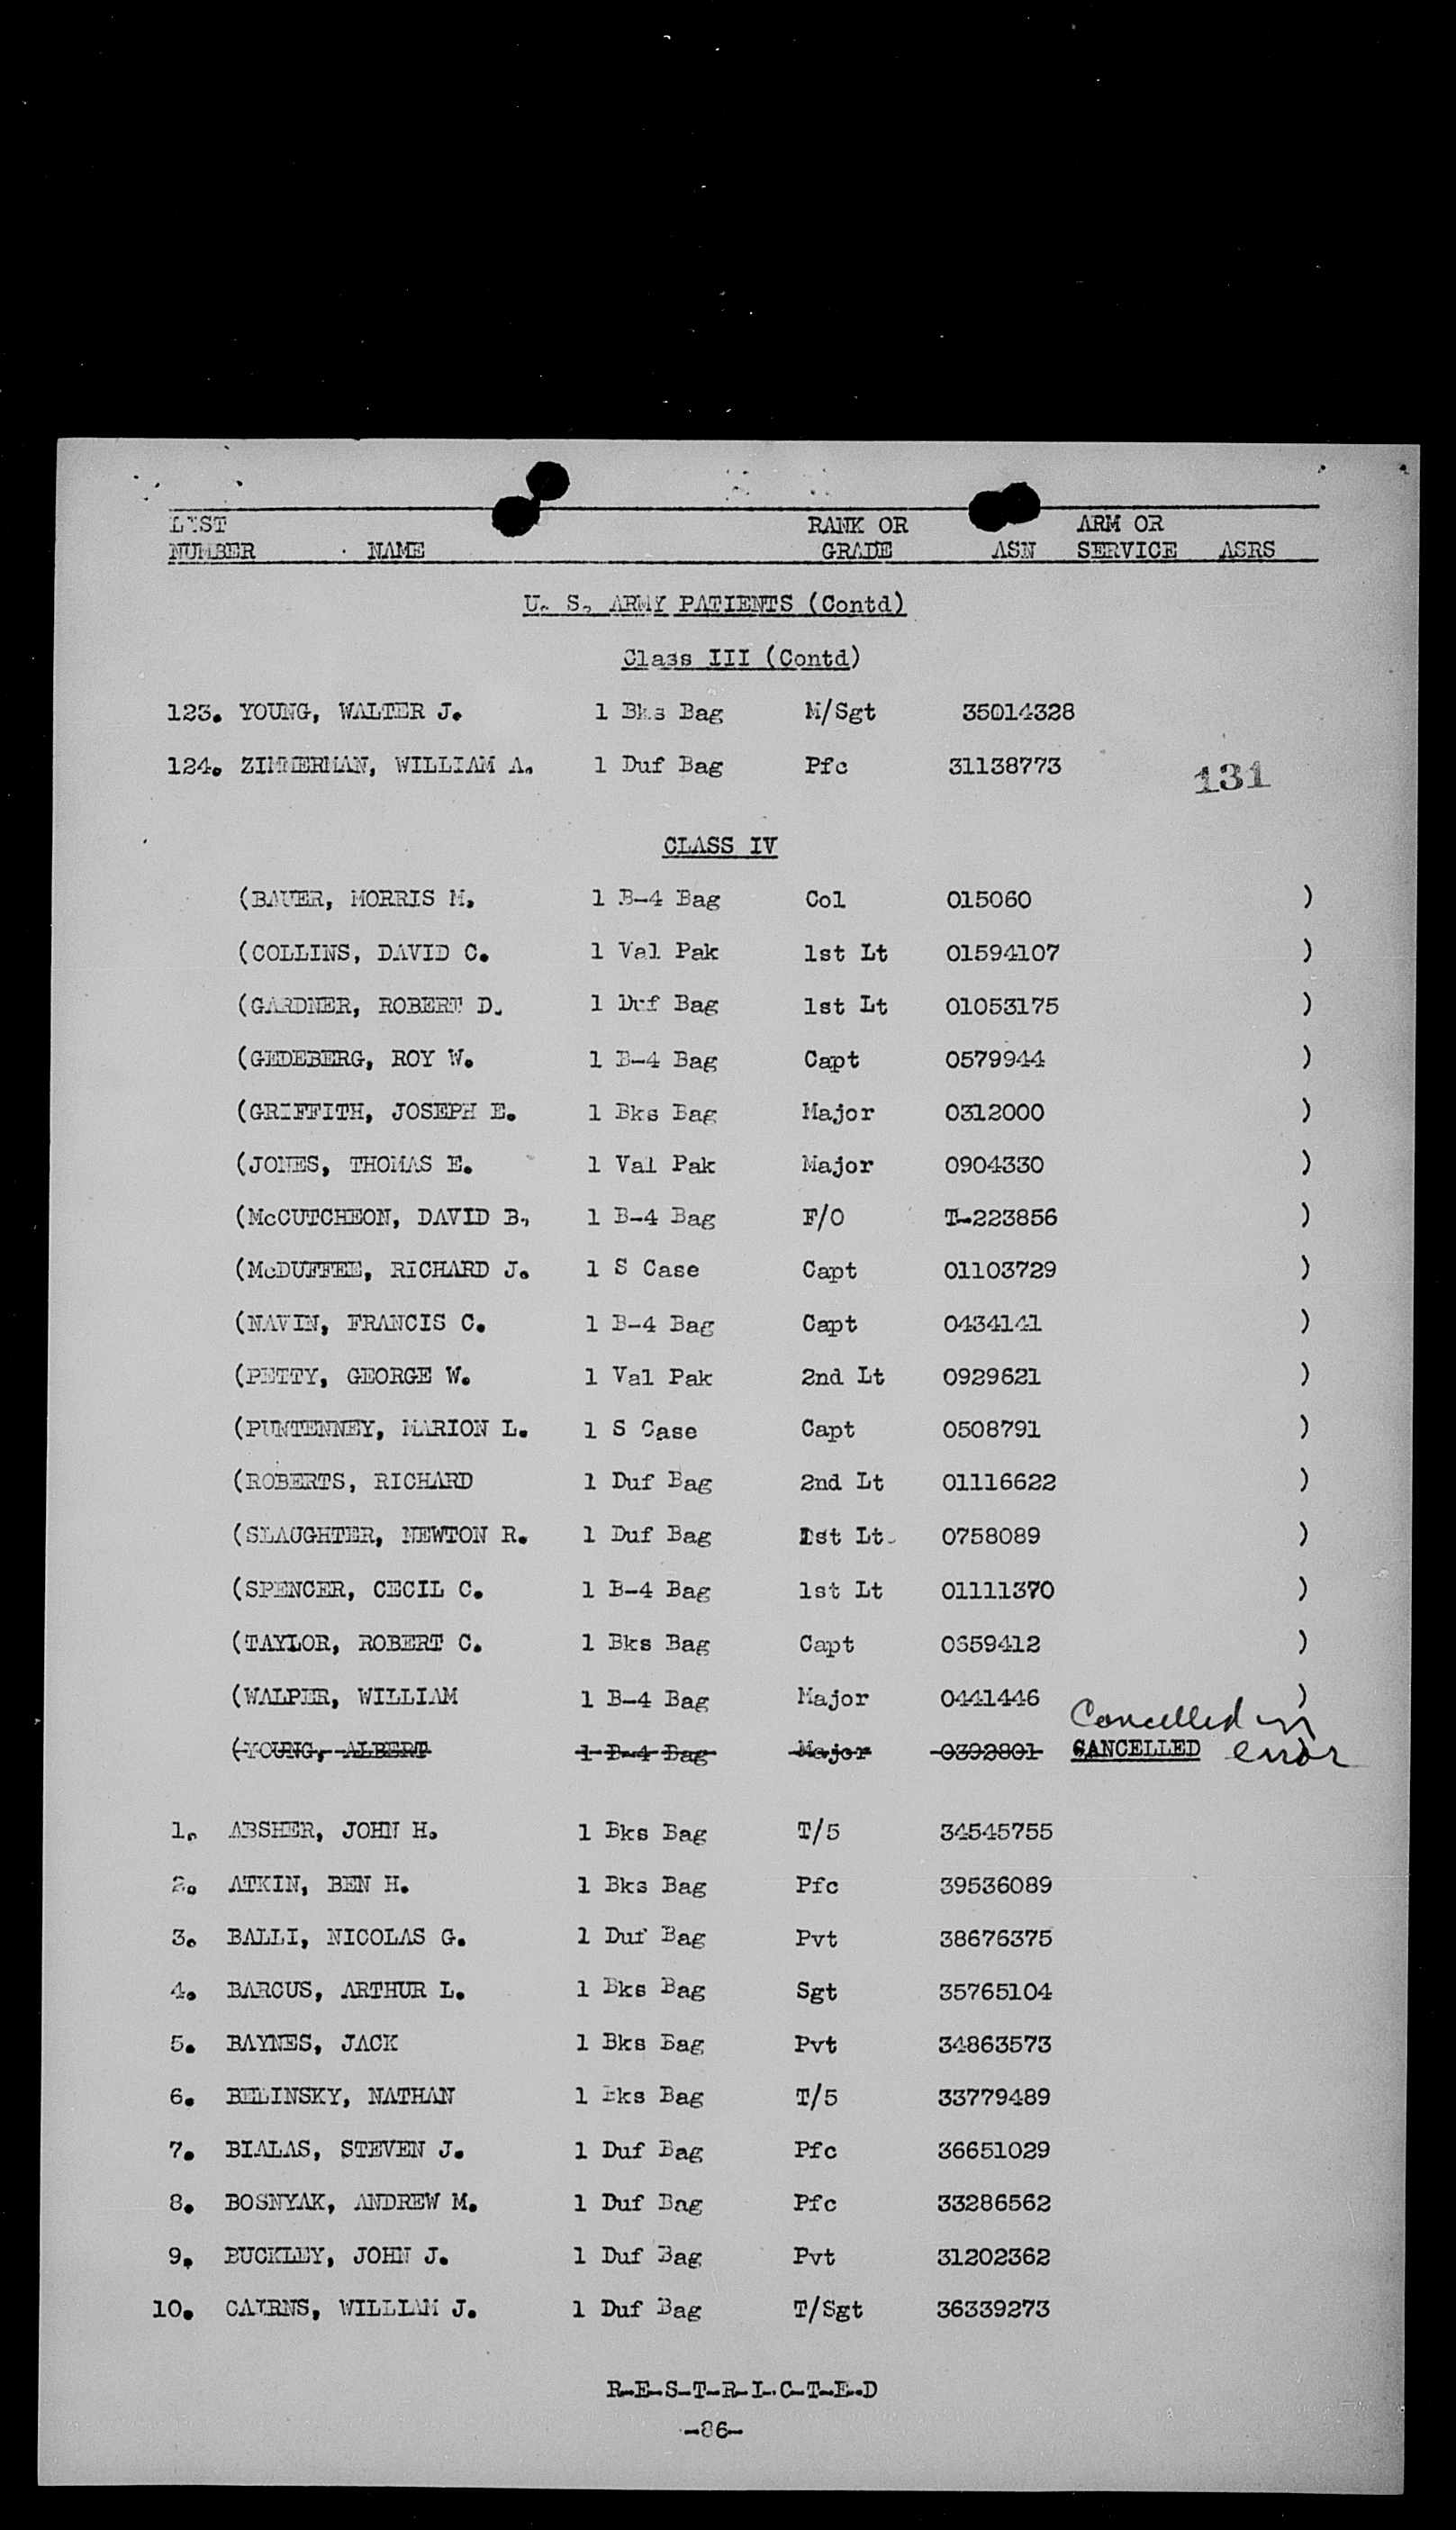 LIST RANK OR ARM OR
NUMBER NAME GRADE ASN SERVICE ASRS
U. S. ARMY PATIENTS (Contd)
Class III (Contd)
123. YOUNG, WALTER J. 1 Bks Bag M/Sgt 35014328
124. ZIMMERMAN, WILLIAM A. 1 Duf Bag Pfc 31138773
131
CLASS IV
(BAUER, MORRIS M. 1 B-4 Bag Col 015060 )
(COLLINS, DAVID C. 1 Val Pak 1st Lt 01594107 )
(GARDNER, ROBERT D. 1 Duf Bag 1st Lt 01053175 )
(GEDEBERG, ROY W. 1 B-4 Bag Capt 0579944 )
(GRIFFITH, JOSEPH E. 1 Bks Bag Major 0312000 )
(JONES, THOMAS E. 1 Val Pak Major 0904330 )
(McCUTCHEON, DAVID B. 1 B-4 Bag F/O T-223856 )
(McDUFFEE, RICHARD J. 1 S Case Capt 01103729 )
(NAVIN, FRANCIS C. 1 B-4 Bag Capt 0434141 )
(PETTY, GEORGE W. 1 Val Pak 2nd Lt 0929621 )
(PUNTENNEY, MARION L. 1 S Case Capt 0508791 )
(ROBERTS, RICHARD 1 Duf Bag 2nd Lt 01116622 )
(SLAUGHTER, NEWTON R. 1 Duf Bag 1st Lt. 0758089 )
(SPENCER, CECIL C. 1 B-4 Bag 1st Lt 01111370 )
(TAYLOR, ROBERT C. 1 Bks Bag Capt 0359412 )
(WALPER, WILLIAM 1 B-4 Bag Major 0441446 )
Cancelled in
(YOUNG, ALBERT 1 B-4 Bag Major 0392801 CANCELLED error
1. ABSHER, JOHN H. 1 Bks Bag T/5 34545755
2. ATKIN, BEN H. 1 Bks Bag Pfc 39536089
3. BALLI, NICOLAS G. 1 Duf Bag Pvt 38676375
4. BARCUS, ARTHUR L. 1 Bks Bag Sgt 35765104
5. BAYNES, JACK 1 Bks Bag Pvt 34863573
6. BELINSKY, NATHAN 1 Bks Bag T/5 33779489
7. BIALAS, STEVEN J. 1 Duf Bag Pfc 36651029
8. BOSNYAK, ANDREW M. 1 Duf Bag Pfc 33286562
9. BUCKLEY, JOHN J. 1 Duf Bag Pvt 31202362
10. CAIRNS, WILLIAM J. 1 Duf Bag T/Sgt 36339273
R-E-S-T-R-I-C-T-E-D
-86-